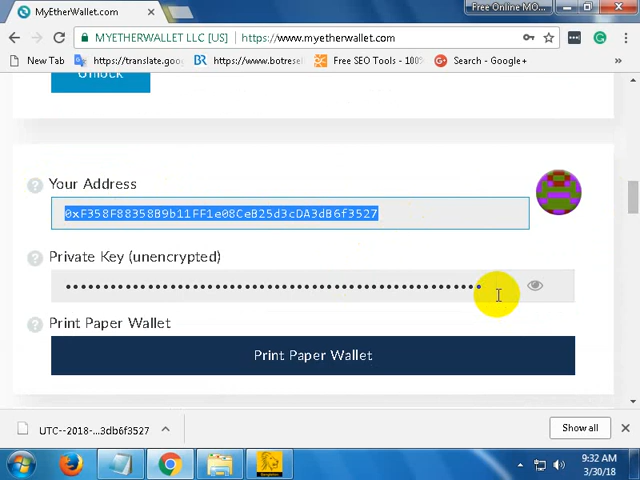 MyEtherWallet.com
Free Online MO...
MYETHERWALLET LLC [US] https://www.myetherwallet.com
New Tab https://translate.goo BR https://www.botresel Free SEO Tools - 100% Search - Google+ »
Unlock
Your Address
0xF358F88358B9b11FF1e08CeB25d3cDA3dB6f3527
Private Key (unencrypted)
Print Paper Wallet
Print Paper Wallet
UTC--2018-...3db6f3527
Show all
9:32 AM
3/30/18